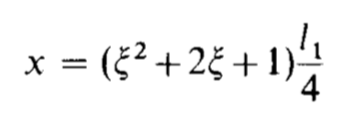 x = (ξ² + 2ξ + 1) l₁/4